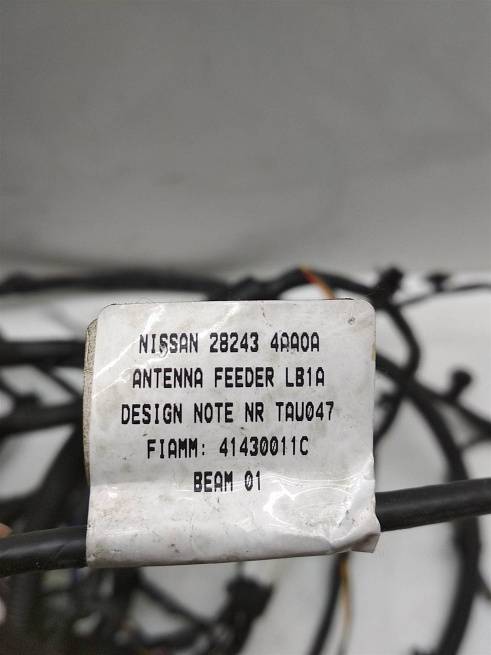 NISSAN 28243 4AA0A
ANTENNA FEEDER LB1A
DESIGN NOTE NR TAU047
FIAMM: 41430011C
BEAM 01